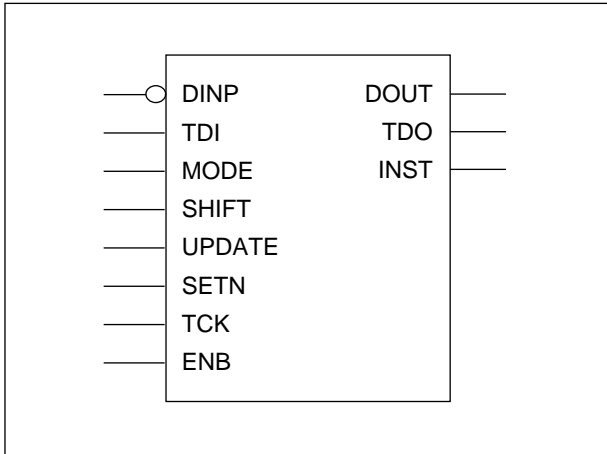 DINP DOUT
TDI TDO
MODE INST
SHIFT
UPDATE
SETN
TCK
ENB